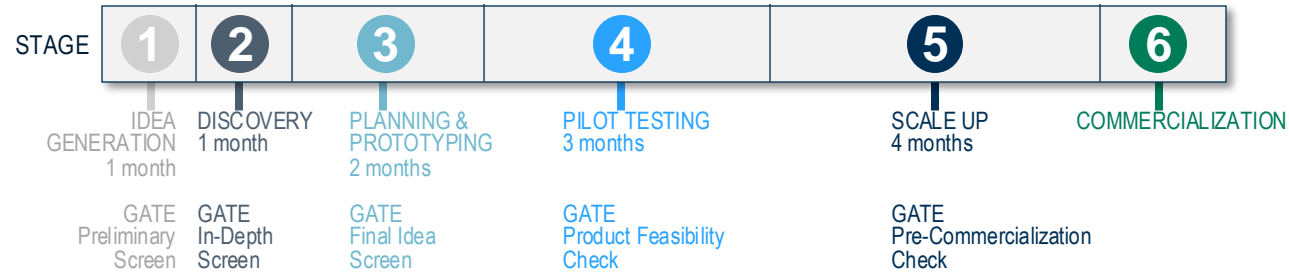 STAGE 1 2 3 4 5 6
IDEA
GENERATION
1 month
DISCOVERY
1 month
PLANNING &
PROTOTYPING
2 months
PILOT TESTING
3 months
SCALE UP
4 months
COMMERCIALIZATION
GATE
Preliminary
Screen
GATE
In-Depth
Screen
GATE
Final Idea
Screen
GATE
Product Feasibility
Check
GATE
Pre-Commercialization
Check